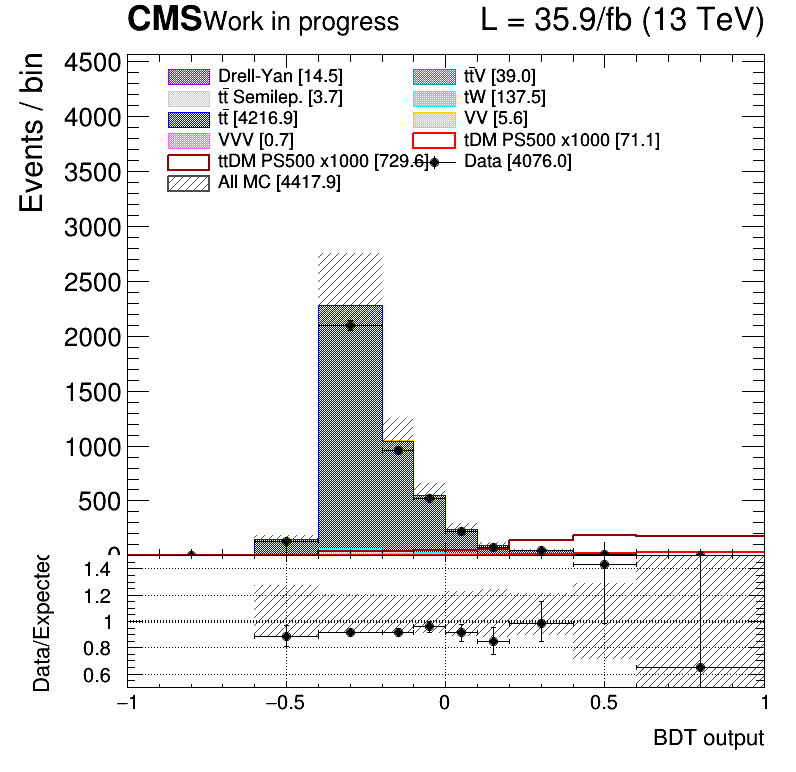 CMS Work in progress L = 35.9/fb (13 TeV)
Events / bin
4500
4000
3500
3000
2500
2000
1500
1000
500
0
Drell-Yan [14.5] tt̄V [39.0]
tt̄ Semilep. [3.7] tW [137.5]
tt̄ [4216.9] VV [5.6]
VVV [0.7] tDM PS500 x1000 [71.1]
ttDM PS500 x1000 [729.6] Data [4076.0]
All MC [4417.9]
Data/Expected
1.4
1.2
1
0.8
0.6
−1 −0.5 0 0.5 1
BDT output